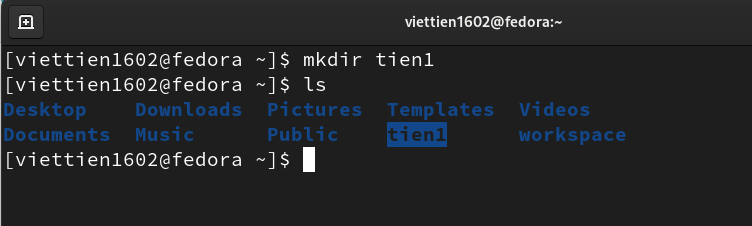 viettien1602@fedora:~
[viettien1602@fedora ~]$ mkdir tien1
[viettien1602@fedora ~]$ ls
Desktop    Downloads  Pictures  Templates  Videos
Documents  Music      Public    tien1      workspace
[viettien1602@fedora ~]$